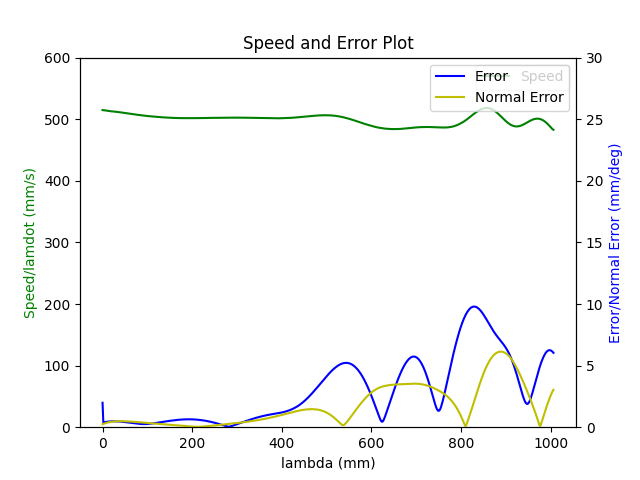 Speed and Error Plot
600
500
400
300
200
100
0
30
25
20
15
10
5
0
0
200
400
600
800
1000
Speed/lamdot (mm/s)
Error/Normal Error (mm/deg)
lambda (mm)
Speed
Error
Normal Error